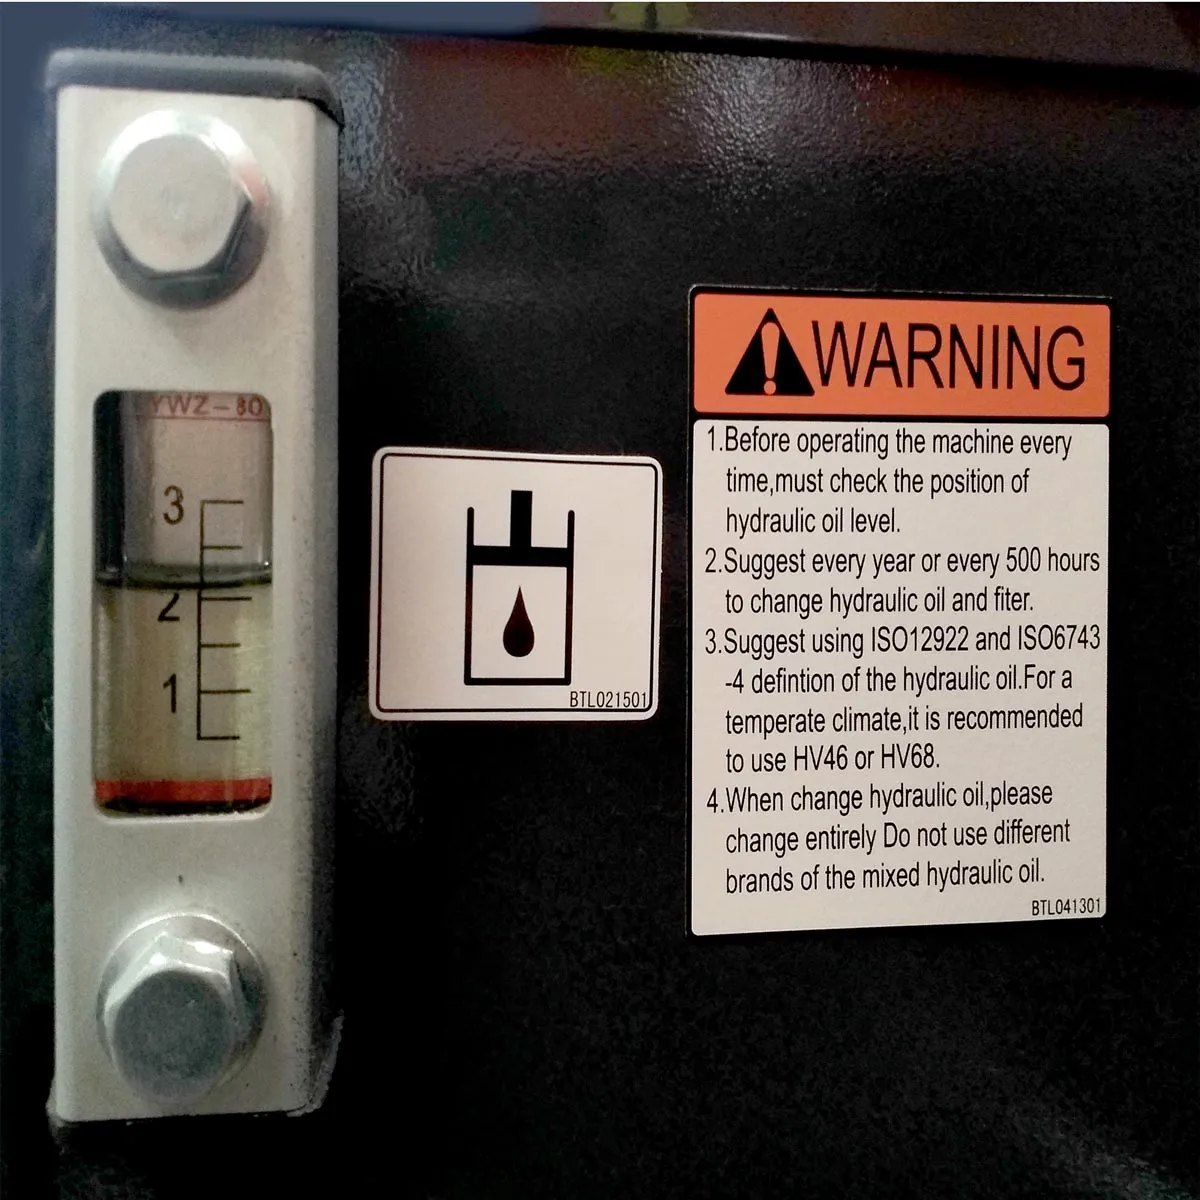 YWZ-80
3
2
1
BTL021501
WARNING
1.Before operating the machine every
time,must check the position of
hydraulic oil level.
2.Suggest every year or every 500 hours
to change hydraulic oil and fiter.
3.Suggest using ISO12922 and ISO6743
-4 defintion of the hydraulic oil.For a
temperate climate,it is recommended
to use HV46 or HV68.
4.When change hydraulic oil,please
change entirely Do not use different
brands of the mixed hydraulic oil.
BTL041301